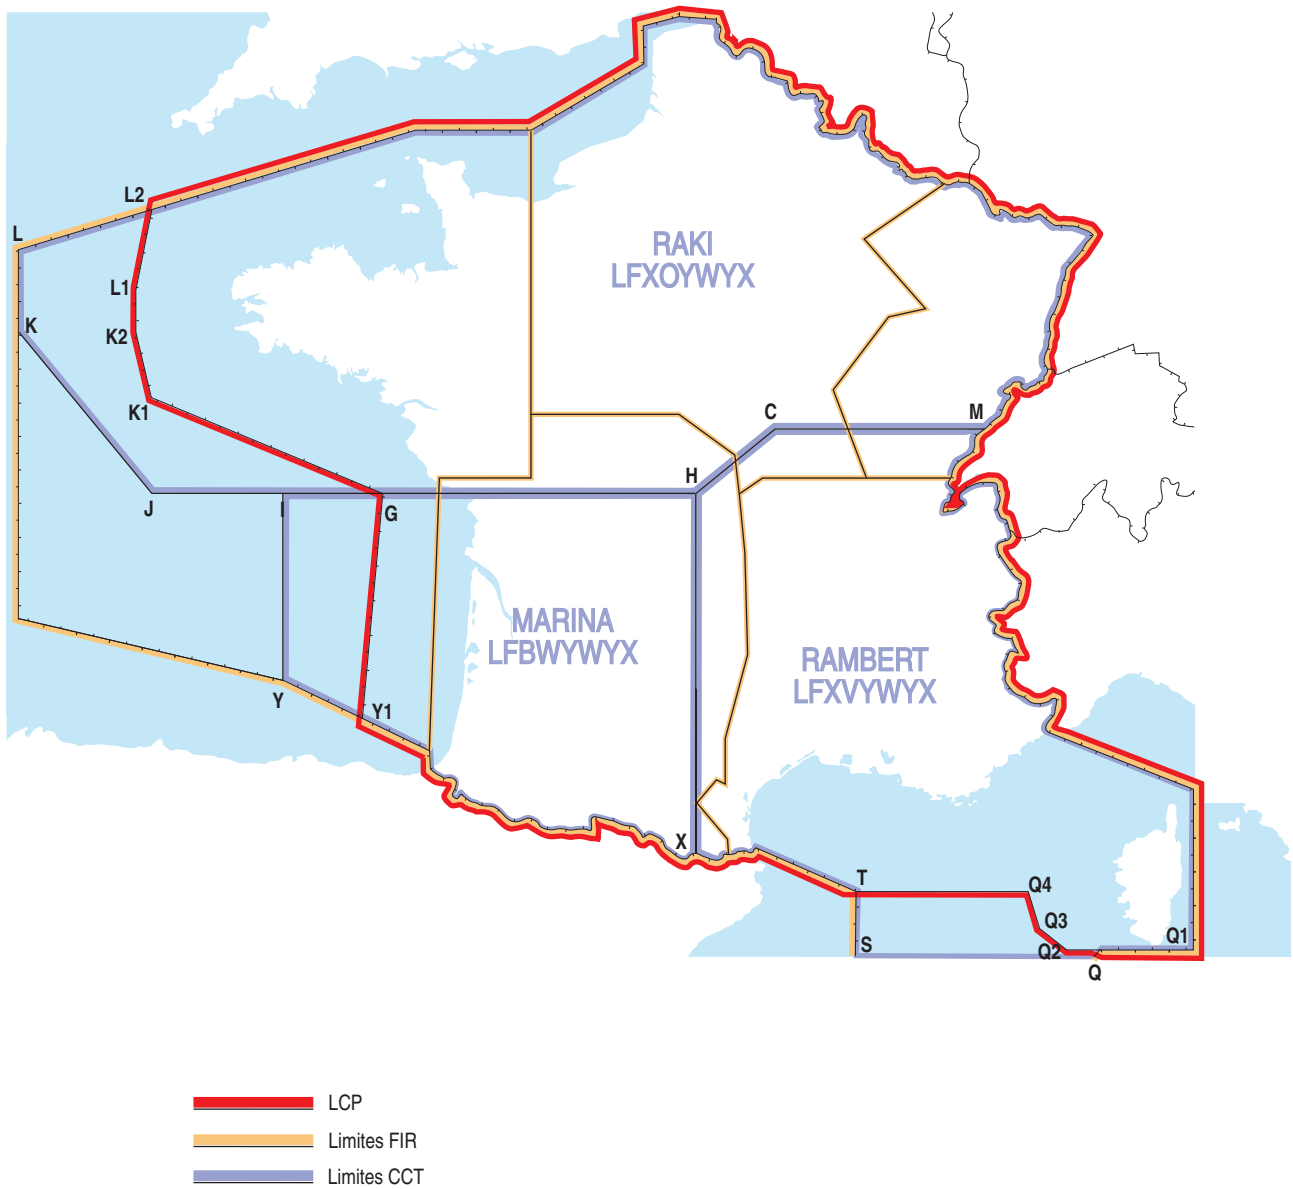 L2
L
L1
K
K2
K1
RAKI
LFXOYWYX
C
M
H
J
I
G
MARINA
LFBWYWYX
RAMBERT
LFXVYWYX
Y
Y1
X
T
Q4
Q3
S
Q2
Q1
Q
LCP
Limites FIR
Limites CCT